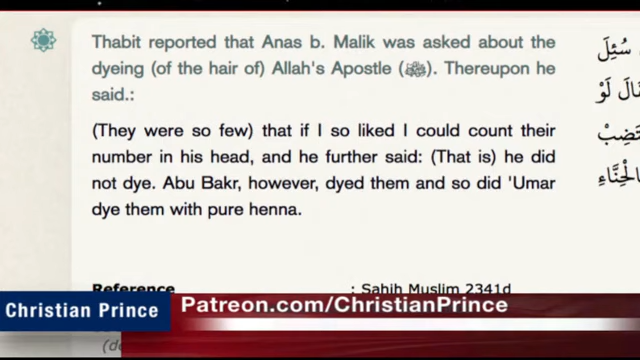 Thabit reported that Anas b. Malik was asked about the
dyeing (of the hair of) Allah's Apostle (ﷺ). Thereupon he
said.:
(They were so few) that if I so liked I could count their
number in his head, and he further said: (That is) he did
not dye. Abu Bakr, however, dyed them and so did 'Umar
dye them with pure henna.
سُئِلَ
لَوْ
Reference : Sahih Muslim 2341d
Christian Prince
Patreon.com/ChristianPrince